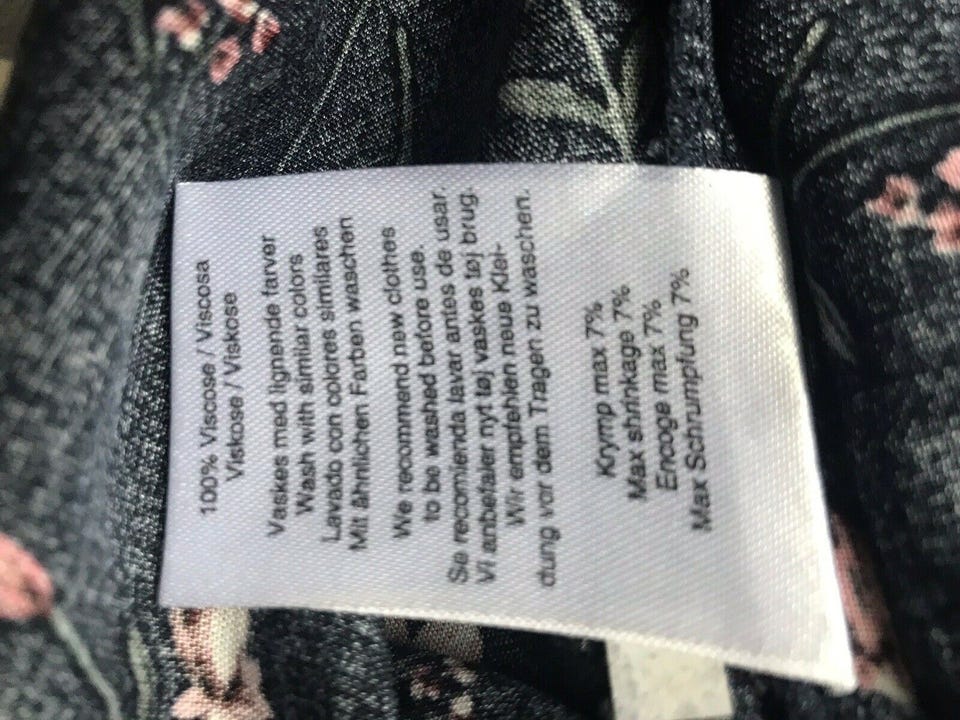 100% Viscose / Viscosa
Viskose / Viskose
Vaskes med lignende farver
Wash with similar colors
Lavado con colores similares
Mit ähnlichen Farben waschen
We recommend new clothes
to be washed before use.
Se recomienda lavar antes de usar.
Vi anbefaler nyt tøj vaskes før brug.
Wir empfehlen neue Klei-
dung vor dem Tragen zu waschen.
Krymp max 7%
Max shrinkage 7%
Encoge max 7%
Max Schrumpfung 7%